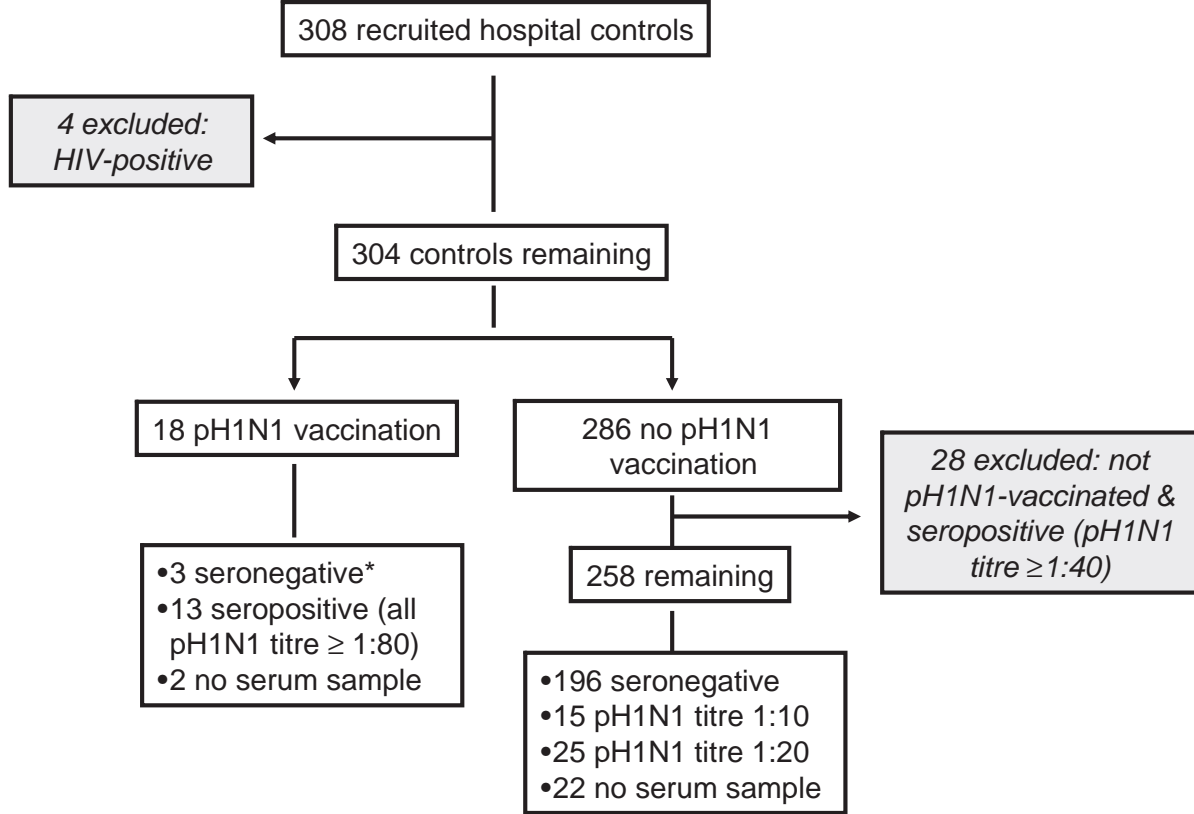 308 recruited hospital controls
4 excluded:
HIV-positive
304 controls remaining
18 pH1N1 vaccination
286 no pH1N1
vaccination
28 excluded: not
pH1N1-vaccinated &
seropositive (pH1N1
titre ≥1:40)
•3 seronegative*
•13 seropositive (all
pH1N1 titre ≥ 1:80)
•2 no serum sample
258 remaining
•196 seronegative
•15 pH1N1 titre 1:10
•25 pH1N1 titre 1:20
•22 no serum sample